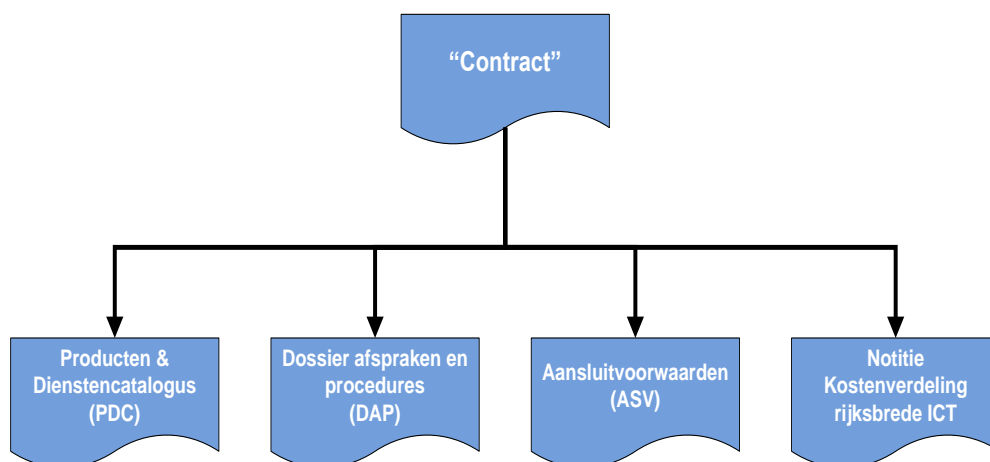 “Contract”
Producten &
Dienstencatalogus
(PDC)
Dossier afspraken en
procedures
(DAP)
Aansluitvoorwaarden
(ASV)
Notitie
Kostenverdeling
rijksbrede ICT